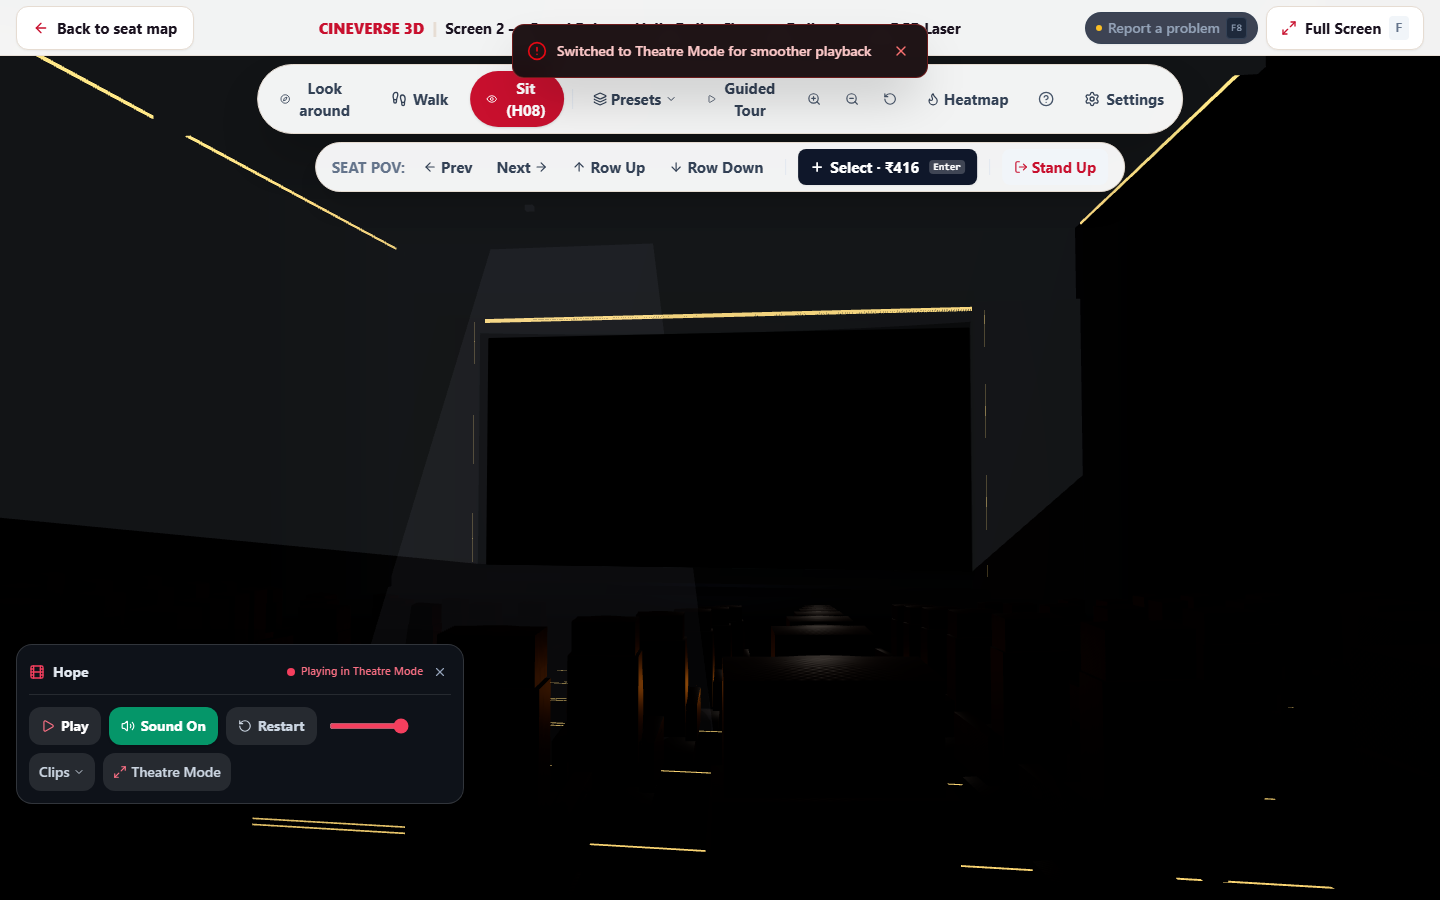 Back to seat map
CINEVERSE 3D | Screen 2 -
Laser
Report a problem F8
Full Screen F
Switched to Theatre Mode for smoother playback
Look around
Walk
Sit (H08)
Presets
Guided Tour
Heatmap
Settings
SEAT POV:
Prev
Next
Row Up
Row Down
+ Select · ₹416 Enter
Stand Up
Hope
Playing in Theatre Mode
Play
Sound On
Restart
Clips
Theatre Mode